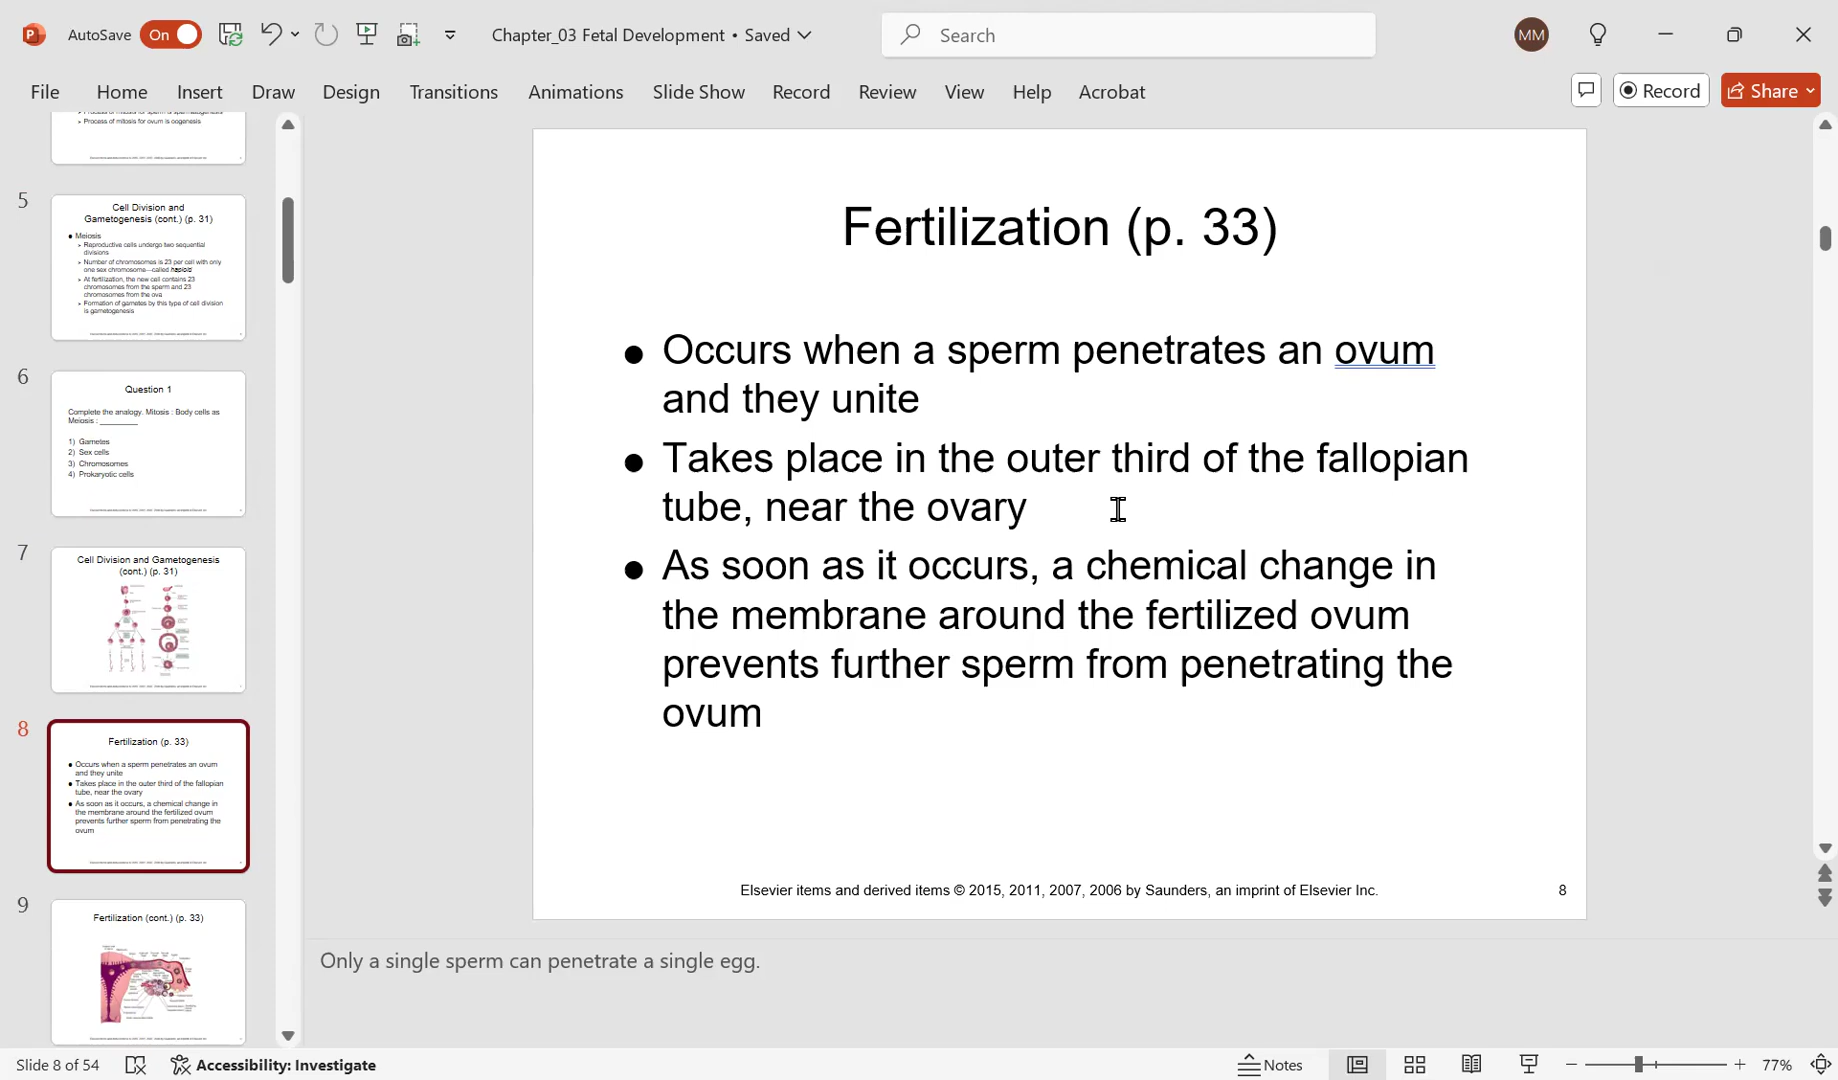 AutoSave On Chapter_03 Fetal Development • Saved Search MM
File Home Insert Draw Design Transitions Animations Slide Show Record Review View Help Acrobat Record Share
▸ Process of mitosis for ovum is oogenesis
5
Cell Division and
Gametogenesis (cont.) (p. 31)
● Meiosis
▸ Reproductive cells undergo two sequential
divisions
▸ Number of chromosomes is 23 per cell with only
one sex chromosome—called haploid
▸ At fertilization, the new cell contains 23
chromosomes from the sperm and 23
chromosomes from the ova
▸ Formation of gametes by this type of cell division
is gametogenesis
6
Question 1
Complete the analogy. Mitosis : Body cells as
Meiosis : ________
1) Gametes
2) Sex cells
3) Chromosomes
4) Prokaryotic cells
7
Cell Division and Gametogenesis
(cont.) (p. 31)
8
Fertilization (p. 33)
● Occurs when a sperm penetrates an ovum
and they unite
● Takes place in the outer third of the fallopian
tube, near the ovary
● As soon as it occurs, a chemical change in
the membrane around the fertilized ovum
prevents further sperm from penetrating the
ovum
9
Fertilization (cont.) (p. 33)
Fertilization (p. 33)
● Occurs when a sperm penetrates an ovum
and they unite
● Takes place in the outer third of the fallopian
tube, near the ovary
● As soon as it occurs, a chemical change in
the membrane around the fertilized ovum
prevents further sperm from penetrating the
ovum
Elsevier items and derived items © 2015, 2011, 2007, 2006 by Saunders, an imprint of Elsevier Inc. 8
Only a single sperm can penetrate a single egg.
Slide 8 of 54 Accessibility: Investigate Notes 77%